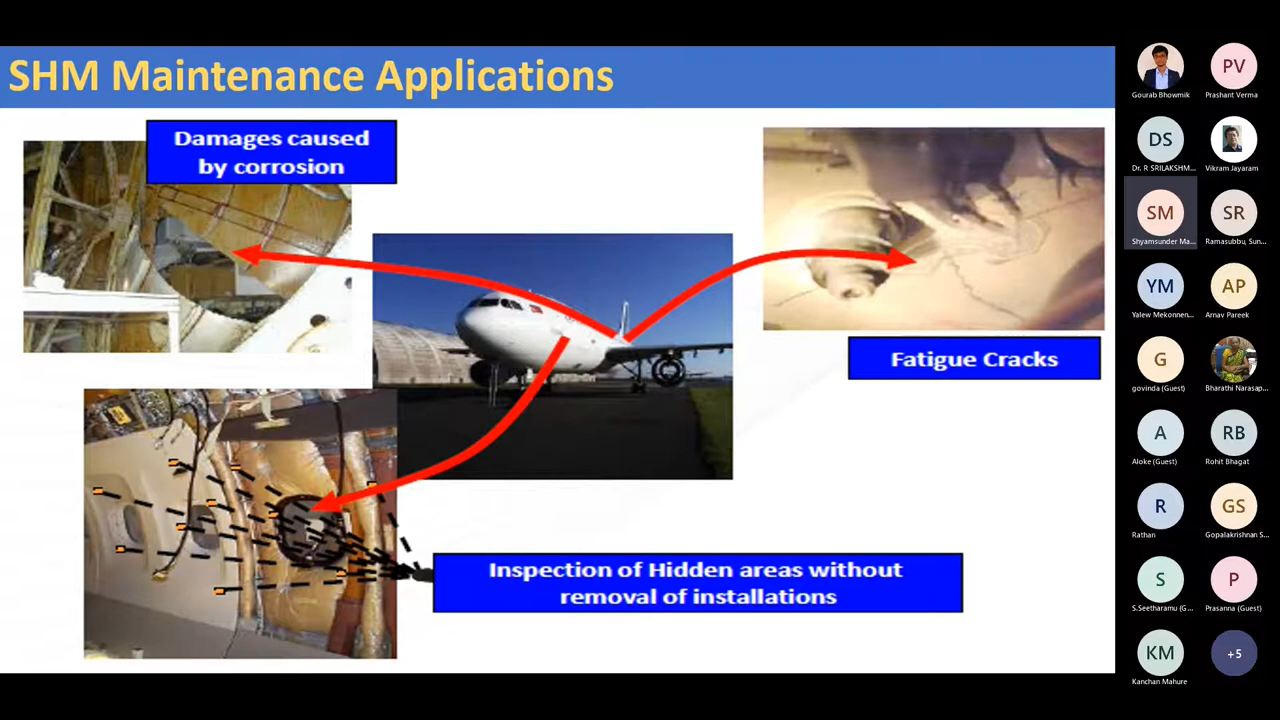 SHM Maintenance Applications
Damages caused
by corrosion
Fatigue Cracks
Inspection of Hidden areas without
removal of installations
Gourab Bhowmik
PV
Prashant Verma
DS
Dr. R SRILAKSHM...
Vikram Jayaram
SM
Shyamsunder Ma...
SR
Ramasubbu, Sun...
YM
Yalew Mekonnen...
AP
Arnav Pareek
G
govinda (Guest)
Bharathi Narasap...
A
Aloke (Guest)
RB
Rohit Bhagat
R
Rathan
GS
Gopalakrishnan S...
S
S.Seetharamu (G...
P
Prasanna (Guest)
KM
Kanchan Mahure
+5